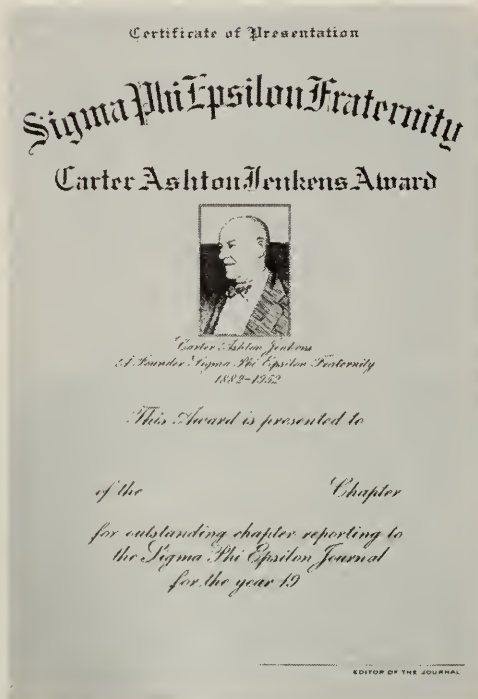 Certificate of Presentation
Sigma Phi Epsilon Fraternity
Carter Ashton Jenkens Award
Carter Ashton Jenkens
A Founder Sigma Phi Epsilon Fraternity
1882-1952
This Award is presented to
of the Chapter
for outstanding chapter reporting to
the Sigma Phi Epsilon Journal
for the year 19
EDITOR OF THE JOURNAL